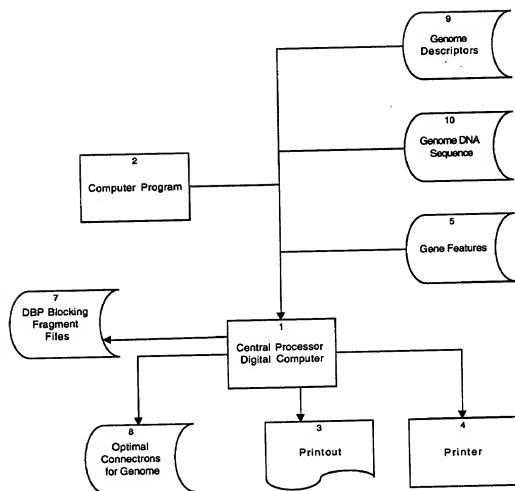 9
Genome
Descriptors
10
Genome DNA
Sequence
2
Computer Program
5
Gene Features
7
DBP Blocking
Fragment
Files
1
Central Processor
Digital Computer
8
Optimal
Connectrons
for Genome
3
Printout
4
Printer